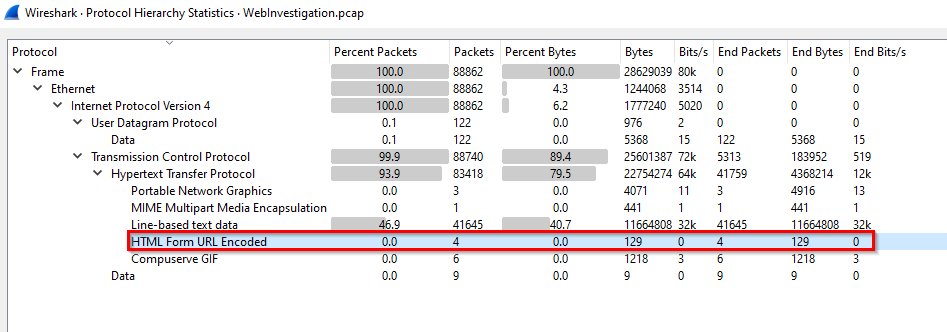 Wireshark · Protocol Hierarchy Statistics · WebInvestigation.pcap
Protocol Percent Packets Packets Percent Bytes Bytes Bits/s End Packets End Bytes End Bits/s
Frame 100.0 88862 100.0 28629039 80k 0 0 0
Ethernet 100.0 88862 4.3 1244068 3514 0 0 0
Internet Protocol Version 4 100.0 88862 6.2 1777240 5020 0 0 0
User Datagram Protocol 0.1 122 0.0 976 2 0 0 0
Data 0.1 122 0.0 5368 15 122 5368 15
Transmission Control Protocol 99.9 88740 89.4 25601387 72k 5313 183952 519
Hypertext Transfer Protocol 93.9 83418 79.5 22754274 64k 41759 4368214 12k
Portable Network Graphics 0.0 3 0.0 4071 11 3 4916 13
MIME Multipart Media Encapsulation 0.0 1 0.0 441 1 1 441 1
Line-based text data 46.9 41645 40.7 11664808 32k 41645 11664808 32k
HTML Form URL Encoded 0.0 4 0.0 129 0 4 129 0
Compuserve GIF 0.0 6 0.0 1218 3 6 1218 3
Data 0.0 9 0.0 9 0 9 9 0